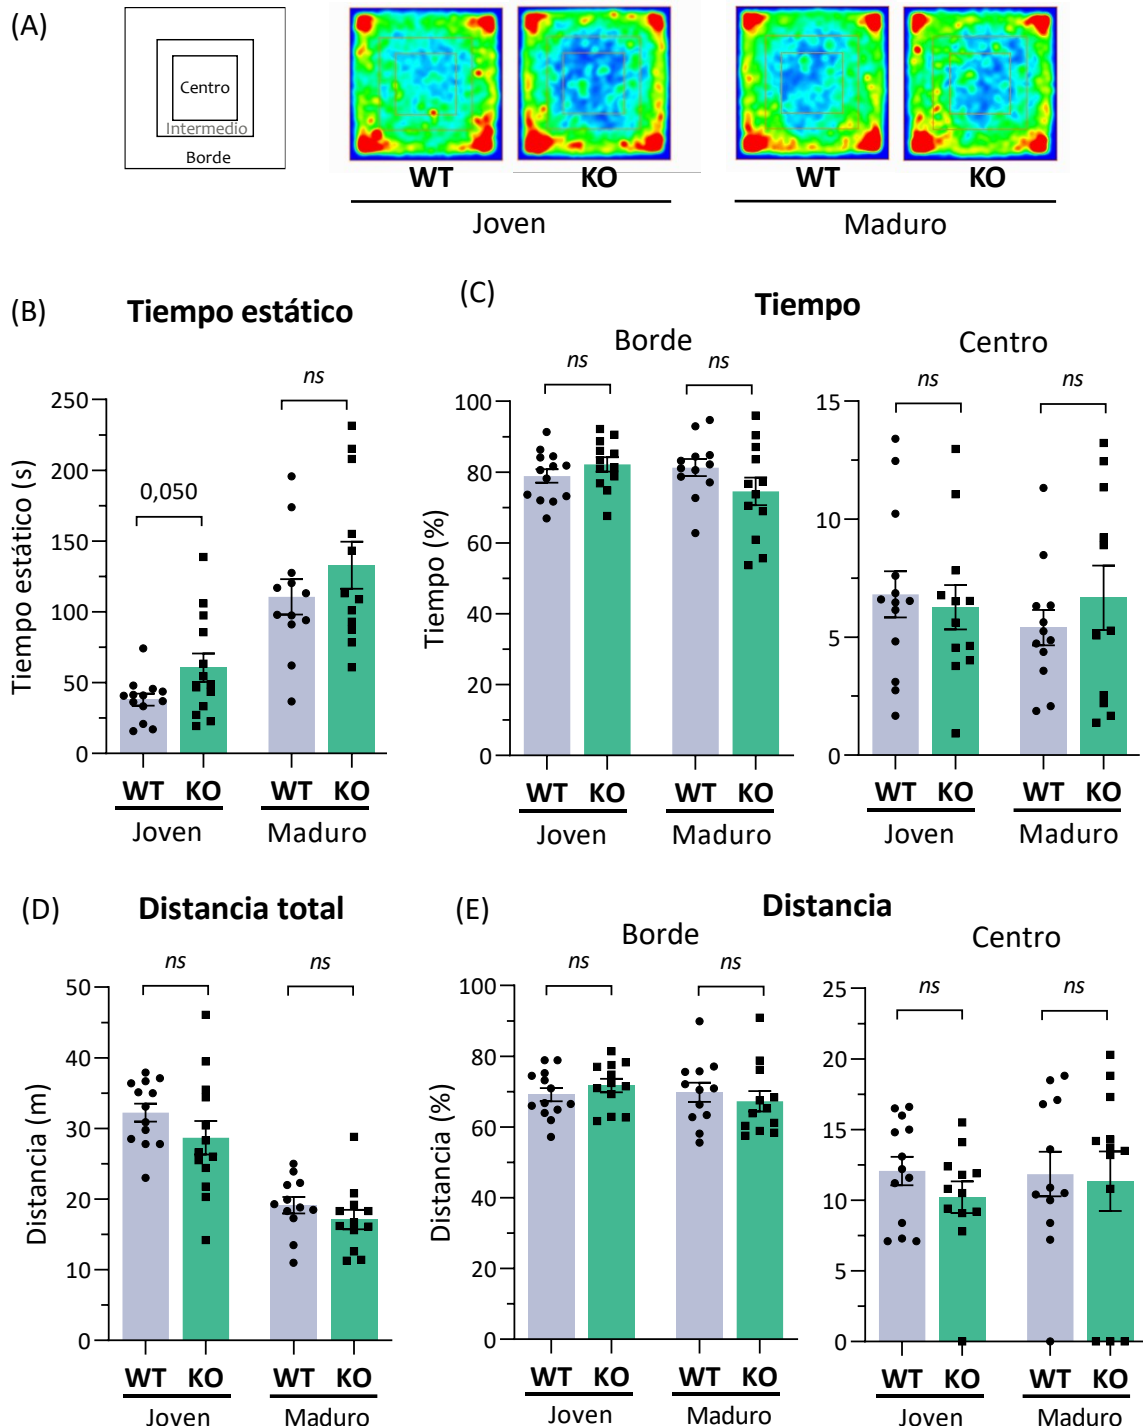 (A)
Centro
Intermedio
Borde
WT KO WT KO
Joven Maduro
(B) Tiempo estático
0,050 ns
Tiempo estático (s)
250
200
150
100
50
0
WT KO WT KO
Joven Maduro
(C) Tiempo
Borde
ns ns
Tiempo (%)
100
80
60
40
20
0
WT KO WT KO
Joven Maduro
Centro
ns ns
15
10
5
0
WT KO WT KO
Joven Maduro
(D) Distancia total
ns ns
Distancia (m)
50
40
30
20
10
0
WT KO WT KO
Joven Maduro
(E) Distancia
Borde
ns ns
Distancia (%)
100
80
60
40
20
0
WT KO WT KO
Joven Maduro
Centro
ns ns
25
20
15
10
5
0
WT KO WT KO
Joven Maduro